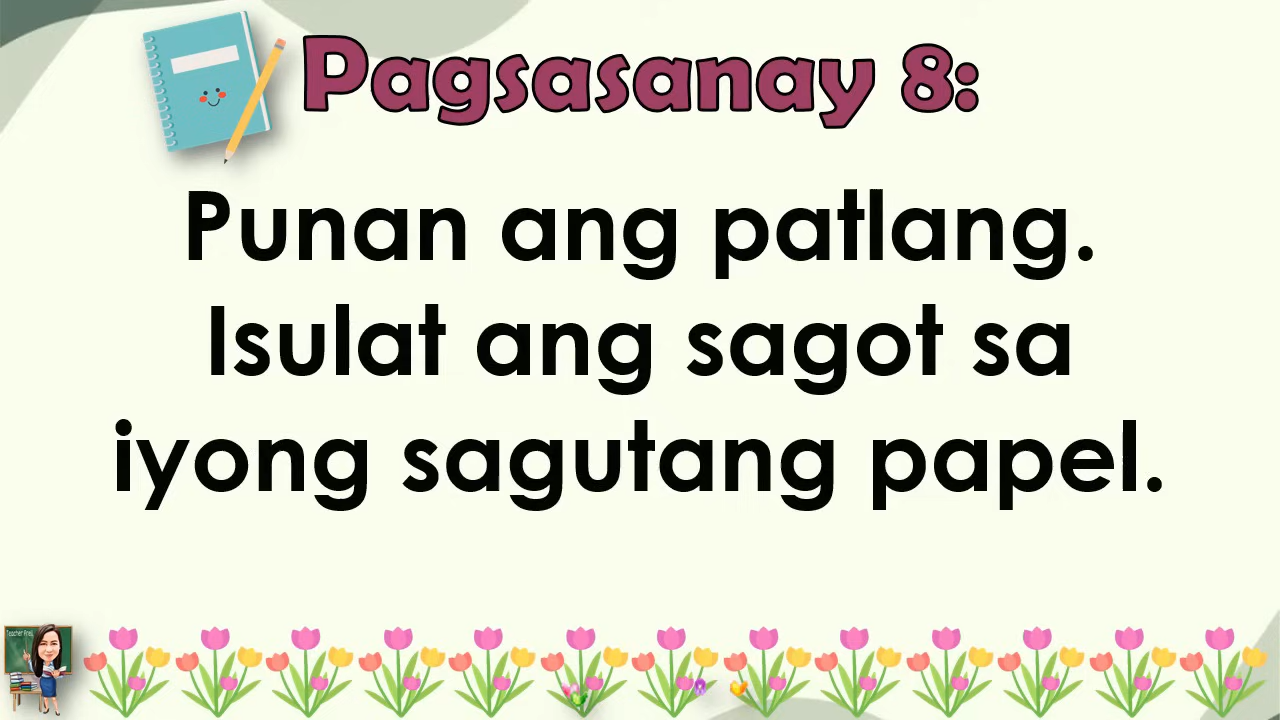 Pagsasanay 8:
Punan ang patlang.
Isulat ang sagot sa
iyong sagutang papel.